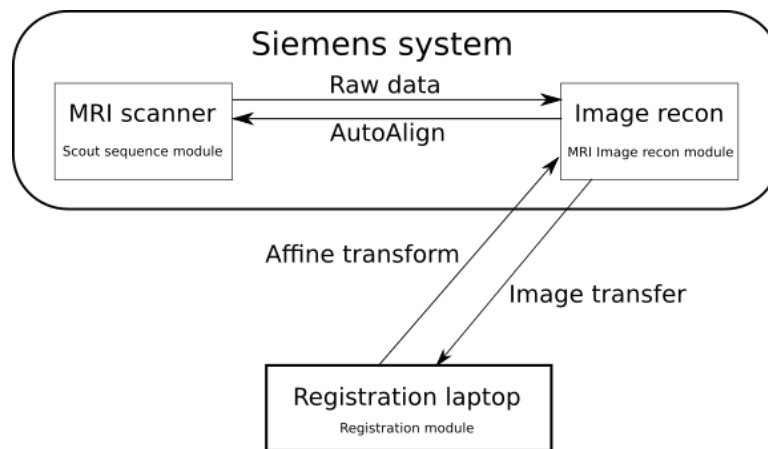 Siemens system
Raw data
MRI scanner
Image recon
AutoAlign
Scout sequence module
MRI Image recon module
Affine transform
Image transfer
Registration laptop
Registration module